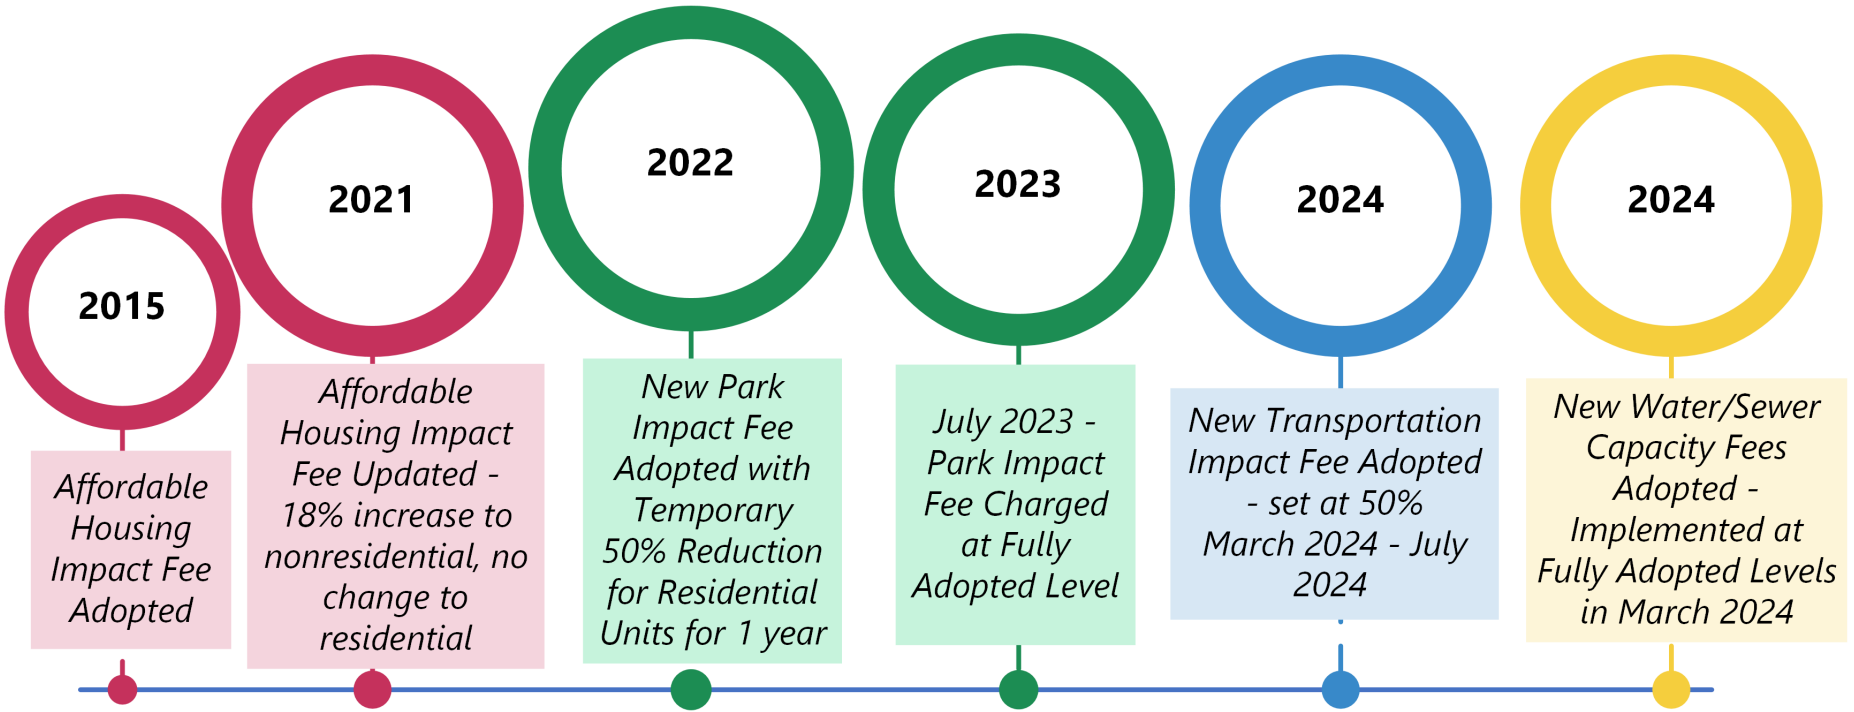 2015
Affordable
Housing
Impact Fee
Adopted
2021
Affordable
Housing Impact
Fee Updated -
18% increase to
nonresidential, no
change to
residential
2022
New Park
Impact Fee
Adopted with
Temporary
50% Reduction
for Residential
Units for 1 year
2023
July 2023 -
Park Impact
Fee Charged
at Fully
Adopted Level
2024
New Transportation
Impact Fee Adopted
- set at 50%
March 2024 - July
2024
2024
New Water/Sewer
Capacity Fees
Adopted -
Implemented at
Fully Adopted Levels
in March 2024